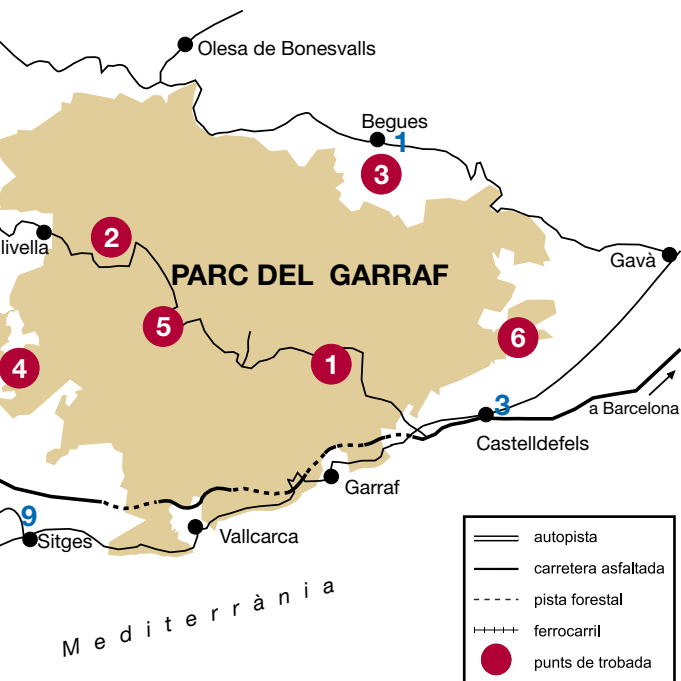 Olesa de Bonesvalls
Begues
1
3
2
livella
PARC DEL GARRAF
Gavà
5
6
4
1
3
a Barcelona
Castelldefels
Garraf
9
Sitges
Vallcarca
Mediterrània
autopista
carretera asfaltada
pista forestal
ferrocarril
punts de trobada